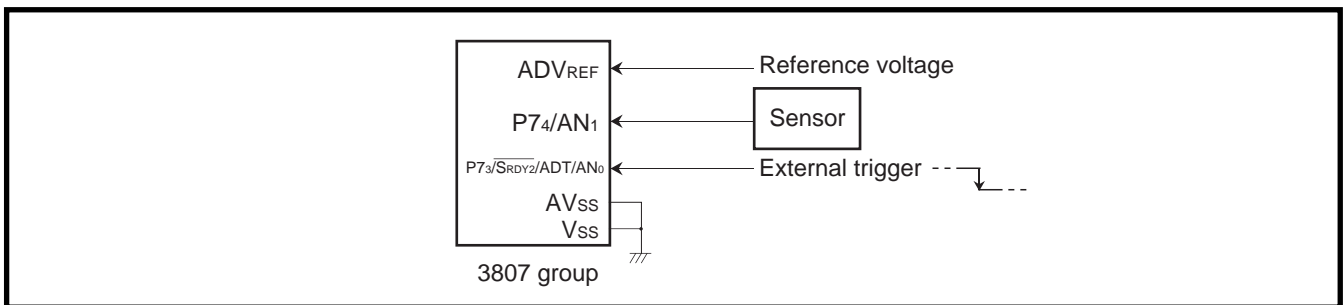 ADVREF
Reference voltage
P74/AN1
Sensor
P73/SRDY2/ADT/AN0
External trigger
AVSS
VSS
3807 group